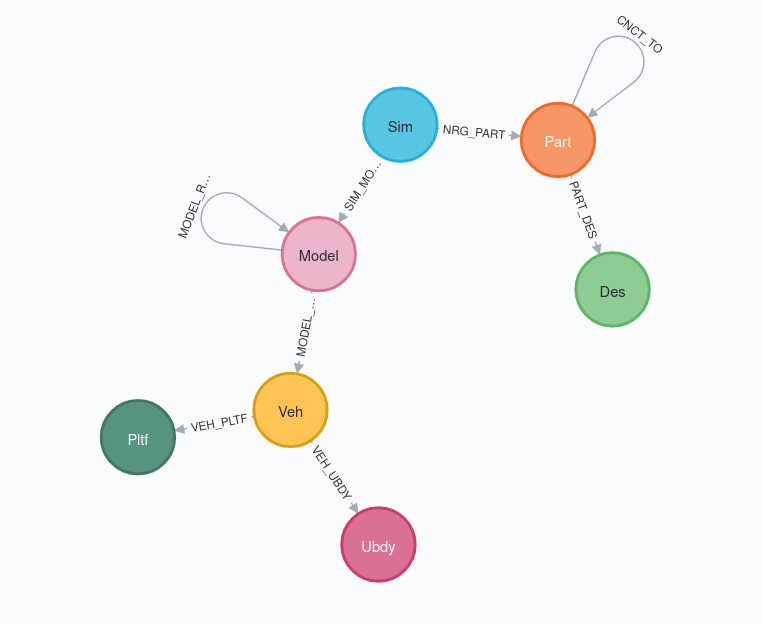 CNCT_TO
Sim
NRG_PART
Part
SIM_MO...
MODEL_R...
PART_DES
Model
Des
MODEL_...
Veh
VEH_PLTF
Pltf
VEH_UBDY
Ubdy